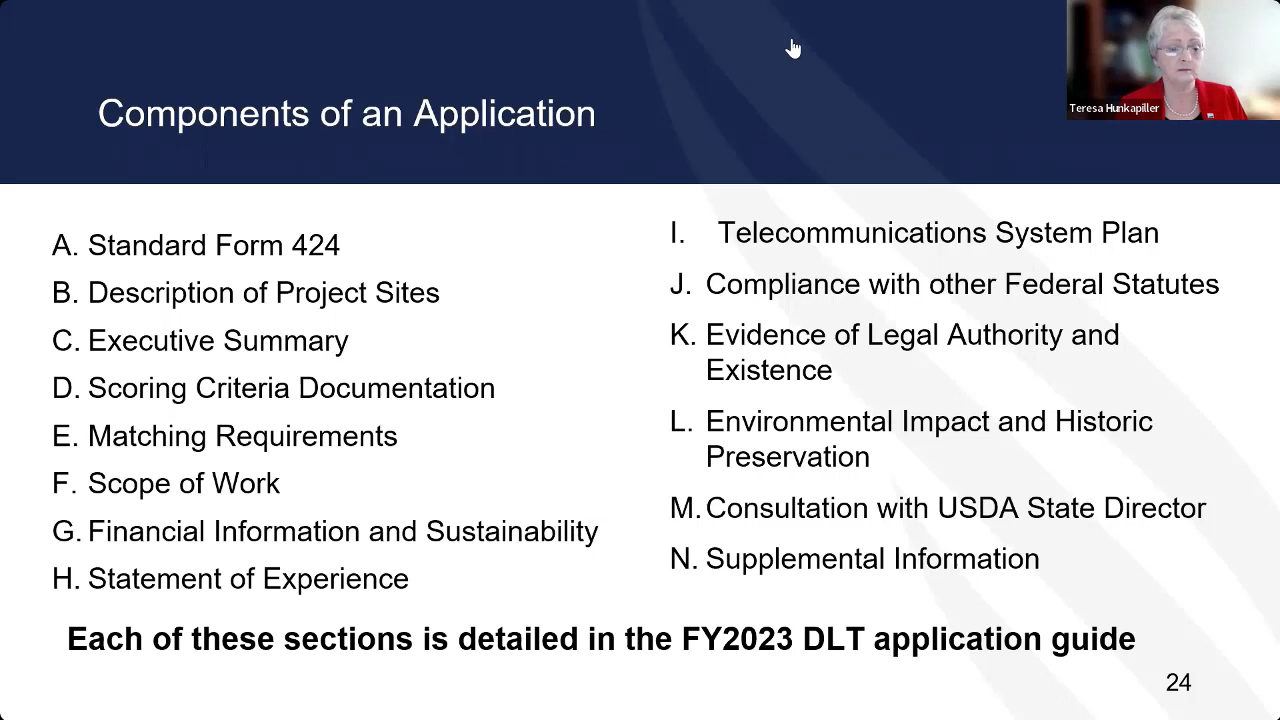 Components of an Application
Teresa Hunkapiller
A. Standard Form 424
B. Description of Project Sites
C. Executive Summary
D. Scoring Criteria Documentation
E. Matching Requirements
F. Scope of Work
G. Financial Information and Sustainability
H. Statement of Experience
I. Telecommunications System Plan
J. Compliance with other Federal Statutes
K. Evidence of Legal Authority and
Existence
L. Environmental Impact and Historic
Preservation
M. Consultation with USDA State Director
N. Supplemental Information
Each of these sections is detailed in the FY2023 DLT application guide
24